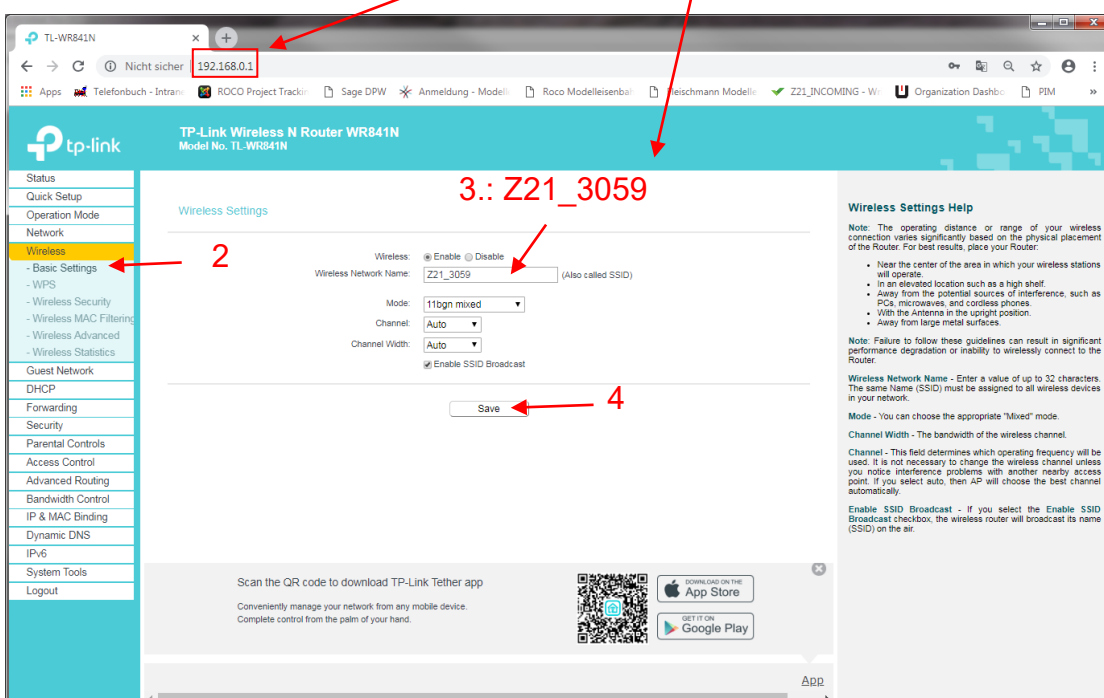 TL-WR841N
Nicht sicher 192.168.0.1
Apps Telefonbuch - Intran ROCO Project Trackin Sage DPW Anmeldung - Modell Roco Modelleisenbah Fleischmann Modelle Z21_INCOMING - W Organization Dashbo PIM »
tp-link
TP-Link Wireless N Router WR841N
Model No. TL-WR841N
Status
Quick Setup
Operation Mode
Network
Wireless
- Basic Settings
- WPS
- Wireless Security
- Wireless MAC Filtering
- Wireless Advanced
- Wireless Statistics
Guest Network
DHCP
Forwarding
Security
Parental Controls
Access Control
Advanced Routing
Bandwidth Control
IP & MAC Binding
Dynamic DNS
IPv6
System Tools
Logout
2
3.: Z21_3059
Wireless Settings
Wireless: Enable Disable
Wireless Network Name: Z21_3059 (Also called SSID)
Mode: 11bgn mixed
Channel: Auto
Channel Width: Auto
Enable SSID Broadcast
Save
4
Wireless Settings Help
Note: The operating distance or range of your wireless
connection varies significantly based on the physical placement
of the Router. For best results, place your Router:
Near the center of the area in which your wireless stations
will operate.
In an elevated location such as a high shelf.
Away from the potential sources of interference, such as
PCs, microwaves, and cordless phones.
With the Antenna in the upright position.
Away from large metal surfaces.
Note: Failure to follow these guidelines can result in significant
performance degradation or inability to wirelessly connect to the
Router.
Wireless Network Name - Enter a value of up to 32 characters.
The same Name (SSID) must be assigned to all wireless devices
in your network.
Mode - You can choose the appropriate "Mixed" mode.
Channel Width - The bandwidth of the wireless channel.
Channel - This field determines which operating frequency will be
used. It is not necessary to change the wireless channel unless
you notice interference problems with another nearby access
point. If you select auto, then AP will choose the best channel
automatically.
Enable SSID Broadcast - If you select the Enable SSID
Broadcast checkbox, the wireless router will broadcast its name
(SSID) on the air.
Scan the QR code to download TP-Link Tether app
Conveniently manage your network from any mobile device.
Complete control from the palm of your hand.
DOWNLOAD ON THE
App Store
GET IT ON
Google Play
App